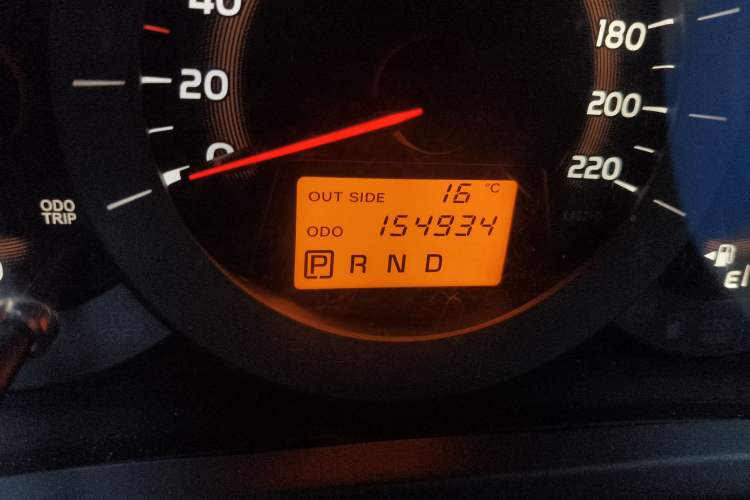 40
20
0
180
200
220
ODO
TRIP
OUT SIDE 16 °C
ODO 154934
P R N D